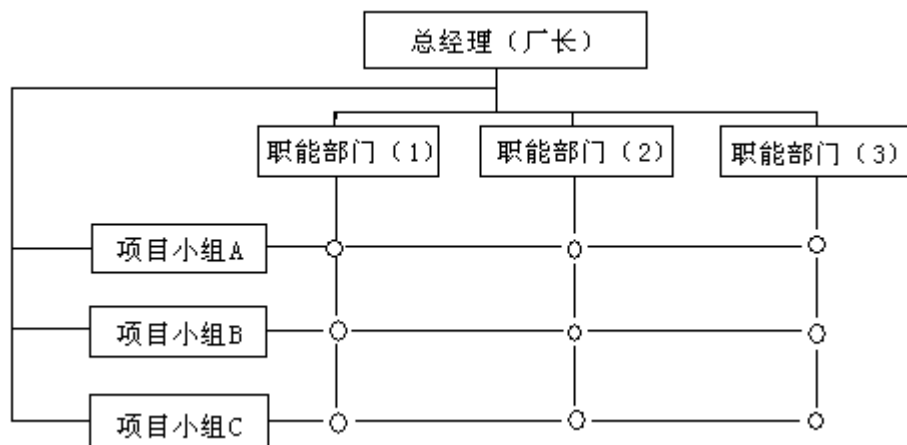 总经理（厂长）
职能部门（1）
职能部门（2）
职能部门（3）
项目小组A
项目小组B
项目小组C